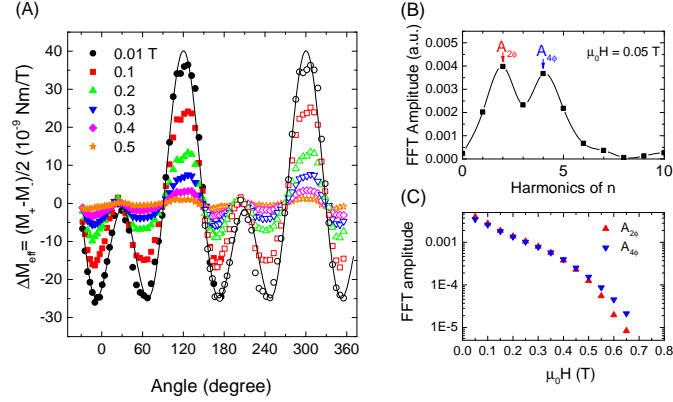 (A)
ΔM_eff = (M_+-M_-)/2 (10^-9 Nm/T)
40
30
20
10
0
-10
-20
-30
0.01 T
0.1
0.2
0.3
0.4
0.5
0 60 120 180 240 300 360
Angle (degree)
(B)
FFT Amplitude (a.u.)
0.005
0.004
0.003
0.002
0.001
0.000
A_2ϕ
A_4ϕ
μ_0H = 0.05 T
0 5 10
Harmonics of n
(C)
FFT amplitude
0.001
1E-4
1E-5
A_2ϕ
A_4ϕ
0.0 0.1 0.2 0.3 0.4 0.5 0.6 0.7 0.8
μ_0H (T)